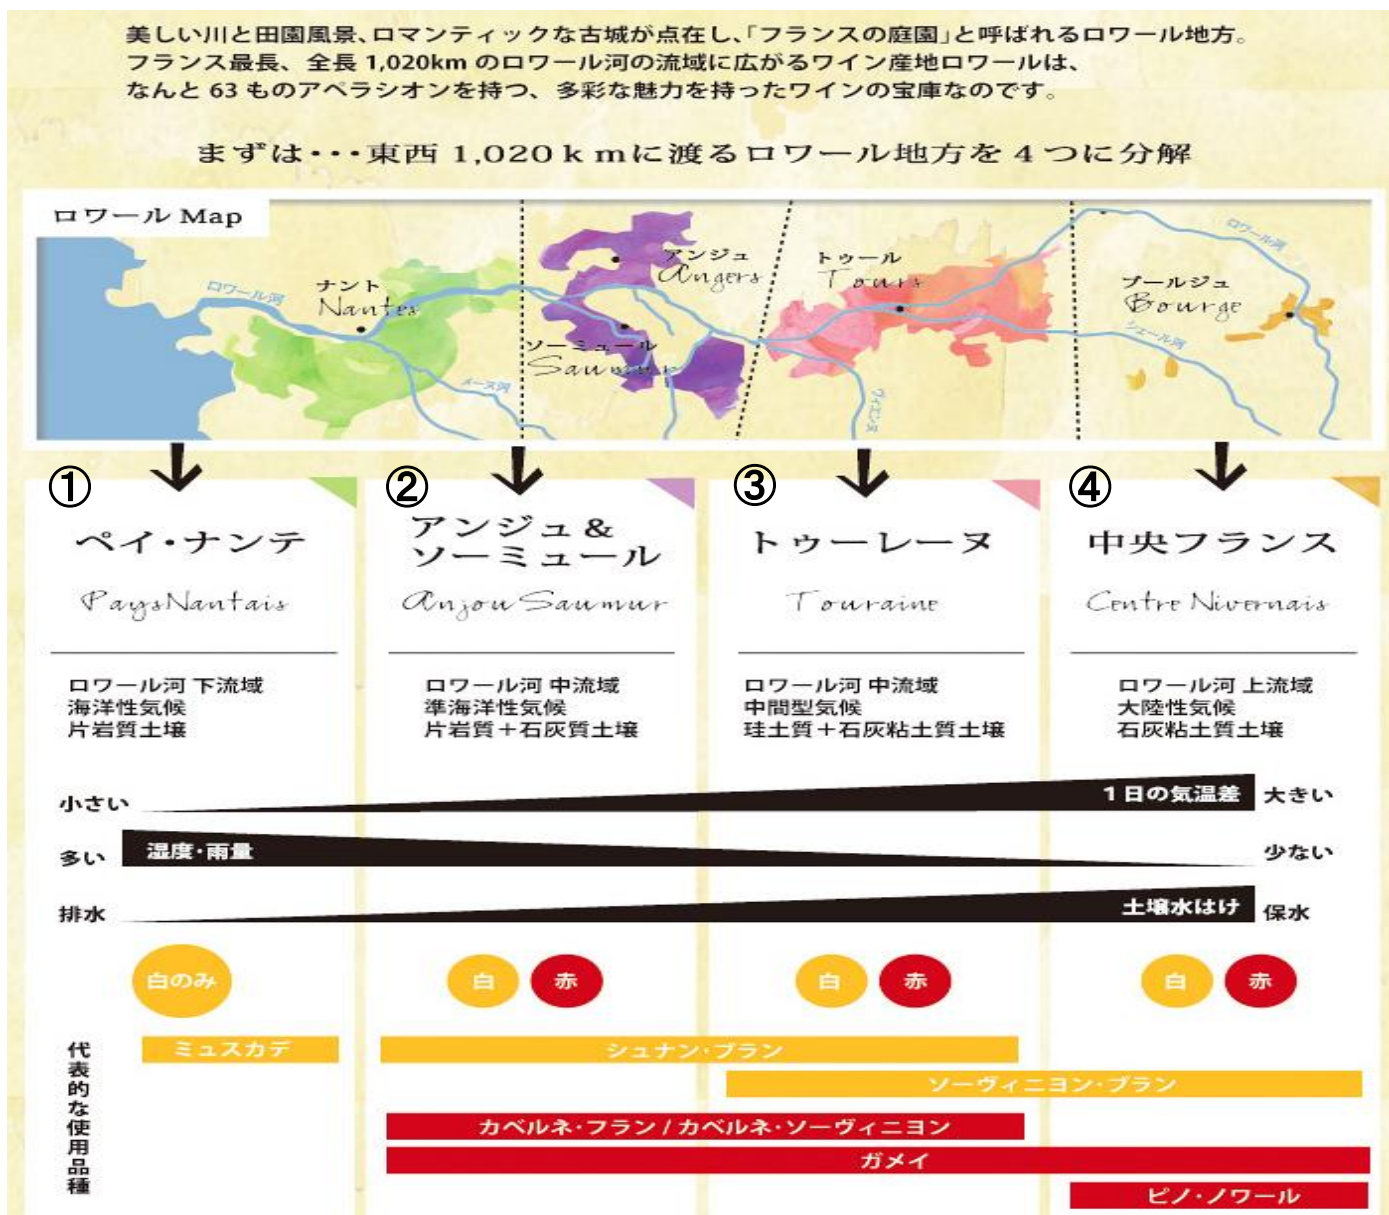 美しい川と田園風景、ロマンティックな古城が点在し、「フランスの庭園」と呼ばれるロワール地方。
フランス最長、全長 1,020km のロワール河の流域に広がるワイン産地ロワールは、
なんと 63 ものアペラシオンを持つ、多彩な魅力を持ったワインの宝庫なのです。
まずは・・・東西 1,020ｋｍに渡るロワール地方を４つに分解
ロワール Map
ロワール河
ナント
Nantes
メーヌ河
アンジュ
Angers
ソーミュール
Saumur
トゥール
Tours
ヴィエンヌ
ブールジュ
Bourge
ロワール河
シェール河
①
ペイ・ナンテ
PaysNantais
ロワール河 下流域
海洋性気候
片岩質土壌
②
アンジュ &
ソーミュール
Anjou Saumur
ロワール河 中流域
準海洋性気候
片岩質＋石灰質土壌
③
トゥーレーヌ
Touraine
ロワール河 中流域
中間型気候
珪土質＋石灰粘土質土壌
④
中央フランス
Centre Nivernais
ロワール河 上流域
大陸性気候
石灰粘土質土壌
小さい １日の気温差 大きい
多い 湿度・雨量 少ない
排水 土壌水はけ 保水
白のみ 白 赤 白 赤 白 赤
代表的な使用品種
ミュスカデ シュナン・ブラン
ソーヴィニヨン・ブラン
カベルネ・フラン / カベルネ・ソーヴィニヨン
ガメイ
ピノ・ノワール